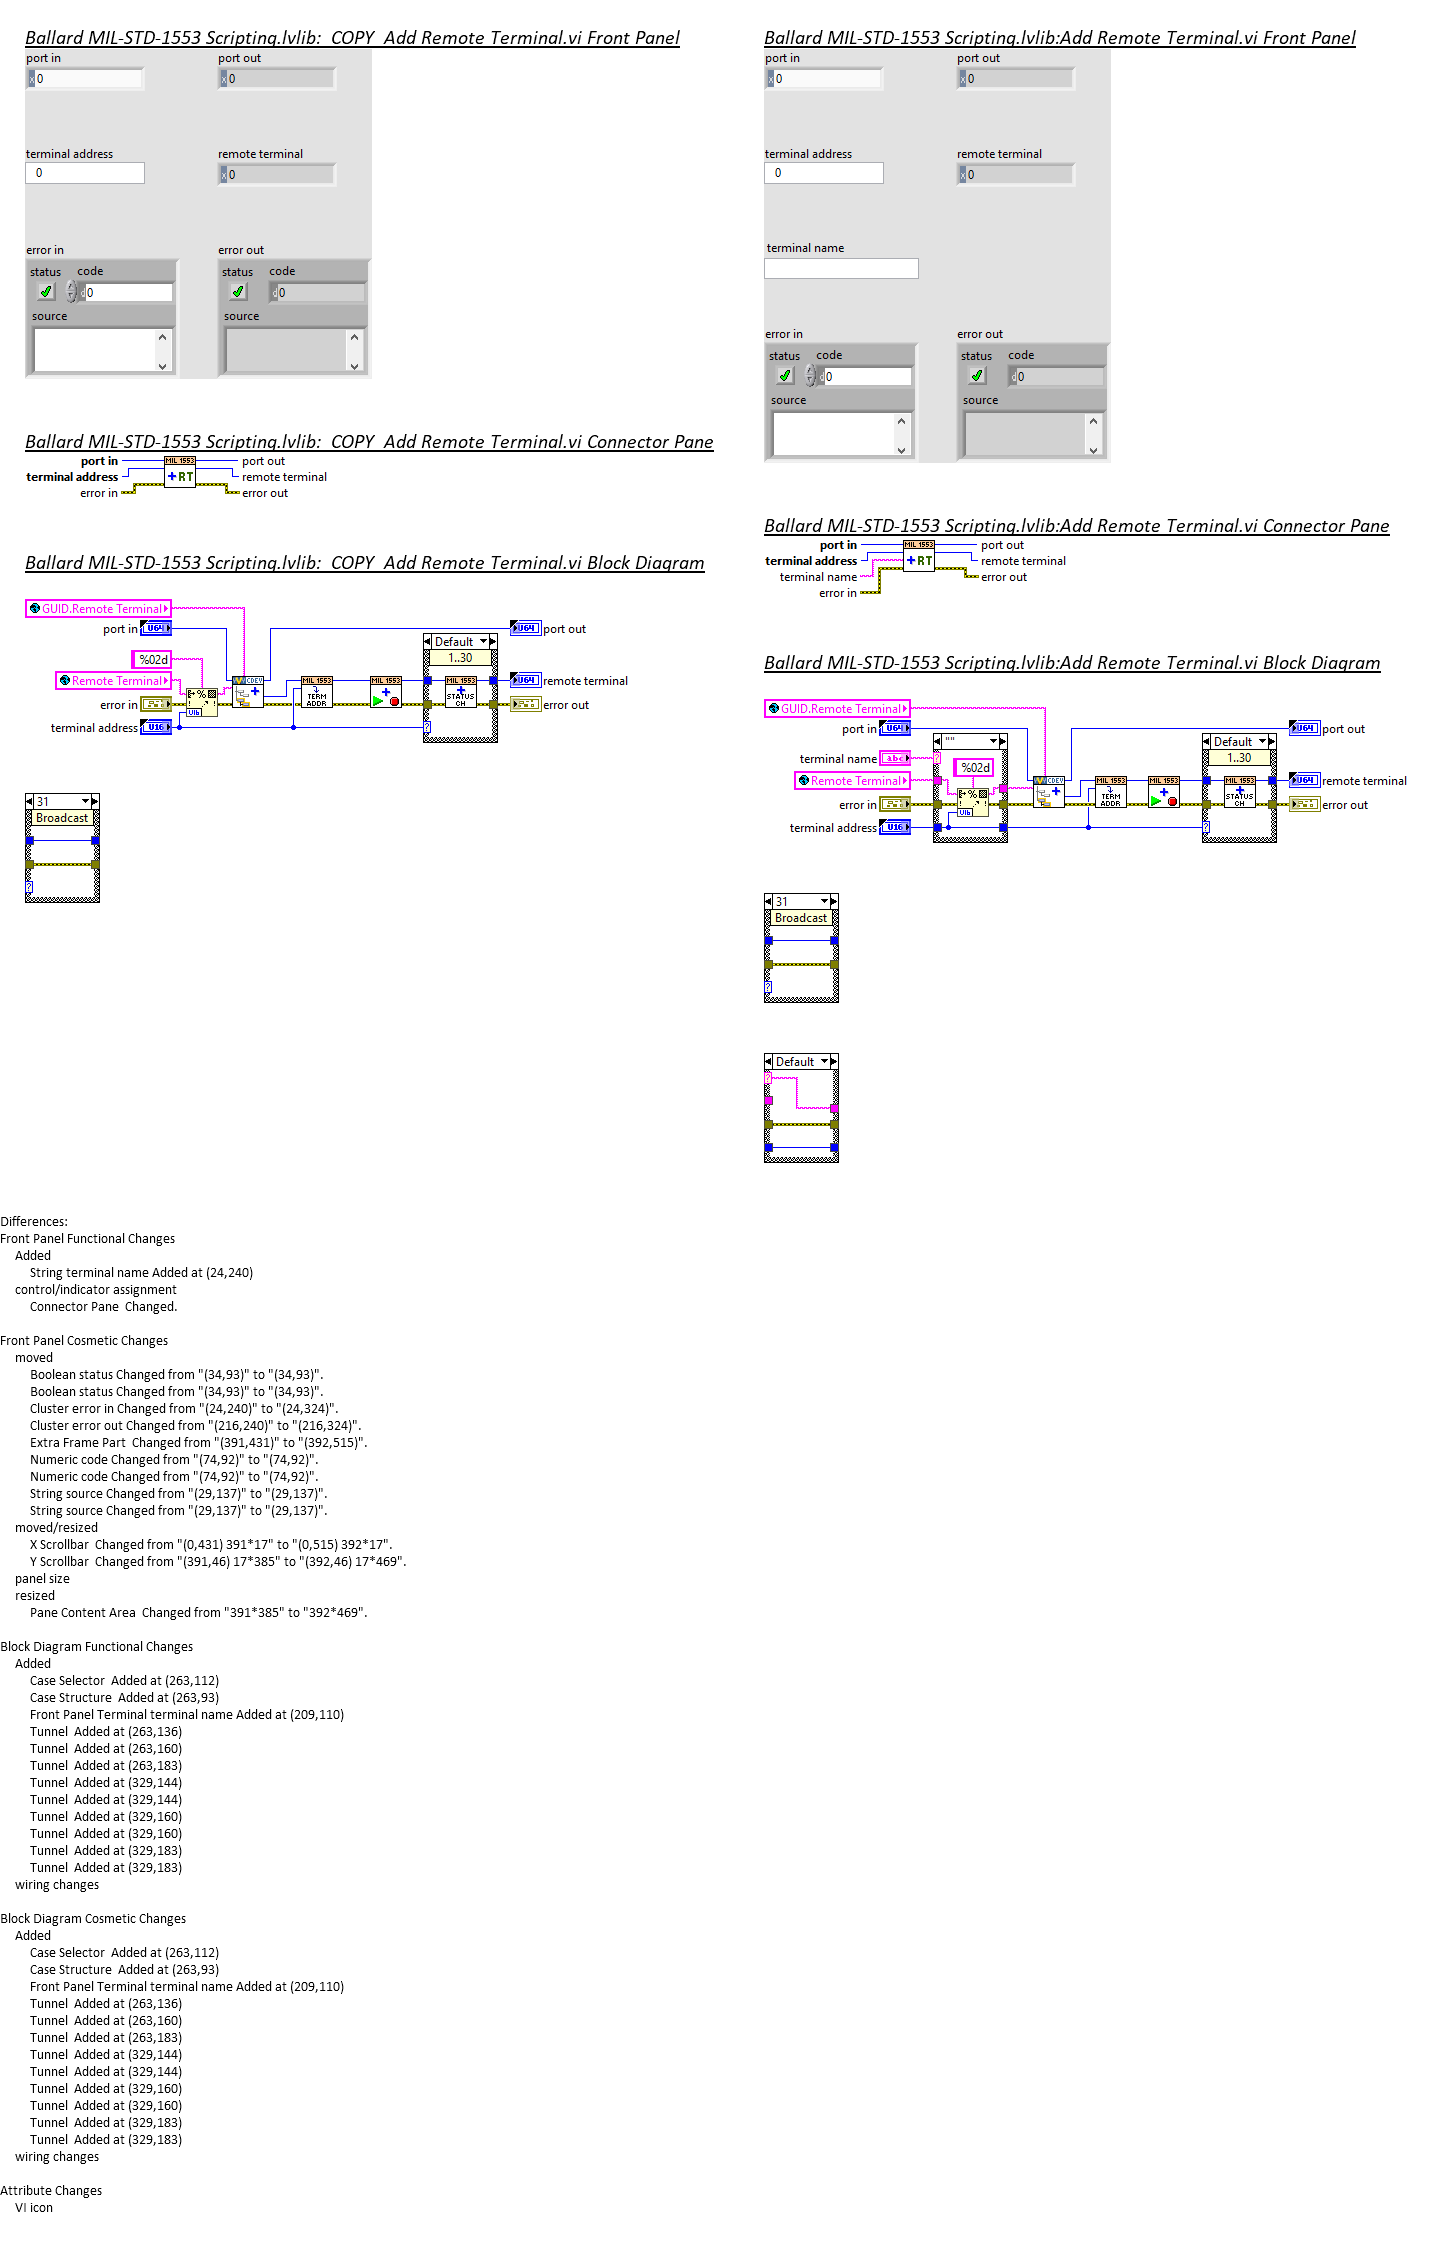 Ballard MIL-STD-1553 Scripting.lvlib:  COPY  Add Remote Terminal.vi Front Panel
port in
port out
x 0
x 0
terminal address
remote terminal
0
x 0
error in
error out
status
code
status
code
d 0
d 0
source
source
Ballard MIL-STD-1553 Scripting.lvlib:  COPY  Add Remote Terminal.vi Connector Pane
port in
MIL 1553
port out
terminal address
+RT
remote terminal
error in
error out
Ballard MIL-STD-1553 Scripting.lvlib:  COPY  Add Remote Terminal.vi Block Diagram
GUID.Remote Terminal
port in
U64
U64
port out
Default
%02d
1..30
Remote Terminal
CDEV
MIL 1553
TERM ADDR
MIL 1553
MIL 1553
STATUS CH
U64
remote terminal
error in
error out
terminal address
U16
?
31
Broadcast
?
Ballard MIL-STD-1553 Scripting.lvlib:Add Remote Terminal.vi Front Panel
port in
port out
x 0
x 0
terminal address
remote terminal
0
x 0
terminal name
error in
error out
status
code
status
code
d 0
d 0
source
source
Ballard MIL-STD-1553 Scripting.lvlib:Add Remote Terminal.vi Connector Pane
port in
MIL 1553
port out
terminal address
+RT
remote terminal
terminal name
error out
error in
Ballard MIL-STD-1553 Scripting.lvlib:Add Remote Terminal.vi Block Diagram
GUID.Remote Terminal
port in
U64
U64
port out
""
Default
terminal name
abc
?
%02d
1..30
Remote Terminal
CDEV
MIL 1553
TERM ADDR
MIL 1553
MIL 1553
STATUS CH
U64
remote terminal
error in
error out
terminal address
U16
?
31
Broadcast
?
Default
?
Differences:
Front Panel Functional Changes
Added
String terminal name Added at (24,240)
control/indicator assignment
Connector Pane  Changed.
Front Panel Cosmetic Changes
moved
Boolean status Changed from "(34,93)" to "(34,93)".
Boolean status Changed from "(34,93)" to "(34,93)".
Cluster error in Changed from "(24,240)" to "(24,324)".
Cluster error out Changed from "(216,240)" to "(216,324)".
Extra Frame Part  Changed from "(391,431)" to "(392,515)".
Numeric code Changed from "(74,92)" to "(74,92)".
Numeric code Changed from "(74,92)" to "(74,92)".
String source Changed from "(29,137)" to "(29,137)".
String source Changed from "(29,137)" to "(29,137)".
moved/resized
X Scrollbar  Changed from "(0,431) 391*17" to "(0,515) 392*17".
Y Scrollbar  Changed from "(391,46) 17*385" to "(392,46) 17*469".
panel size
resized
Pane Content Area  Changed from "391*385" to "392*469".
Block Diagram Functional Changes
Added
Case Selector  Added at (263,112)
Case Structure  Added at (263,93)
Front Panel Terminal terminal name Added at (209,110)
Tunnel  Added at (263,136)
Tunnel  Added at (263,160)
Tunnel  Added at (263,183)
Tunnel  Added at (329,144)
Tunnel  Added at (329,144)
Tunnel  Added at (329,160)
Tunnel  Added at (329,160)
Tunnel  Added at (329,183)
Tunnel  Added at (329,183)
wiring changes
Block Diagram Cosmetic Changes
Added
Case Selector  Added at (263,112)
Case Structure  Added at (263,93)
Front Panel Terminal terminal name Added at (209,110)
Tunnel  Added at (263,136)
Tunnel  Added at (263,160)
Tunnel  Added at (263,183)
Tunnel  Added at (329,144)
Tunnel  Added at (329,144)
Tunnel  Added at (329,160)
Tunnel  Added at (329,160)
Tunnel  Added at (329,183)
Tunnel  Added at (329,183)
wiring changes
Attribute Changes
VI icon